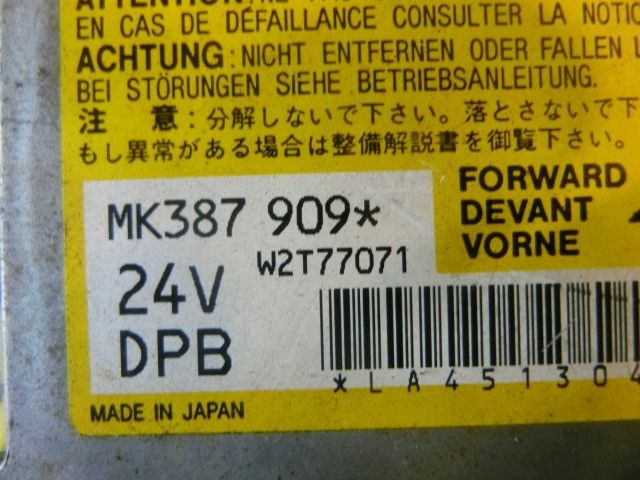 EN CAS DE DÉFAILLANCE CONSULTER LA NOTIC
ACHTUNG: NICHT ENTFERNEN ODER FALLEN
BEI STÖRUNGEN SIEHE BETRIEBSANLEITUNG.
注 意:分解しないで下さい。落とさないで下
もし異常がある場合は整備解説書を御覧下さい。
FORWARD
DEVANT
VORNE
MK387 909*
W2T77071
24V
DPB
*LA451304
MADE IN JAPAN